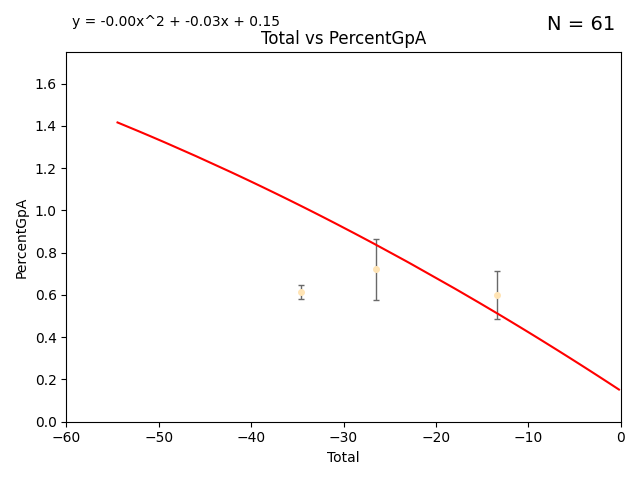 y = -0.00x^2 + -0.03x + 0.15
N = 61
Total vs PercentGpA
PercentGpA
1.6
1.4
1.2
1.0
0.8
0.6
0.4
0.2
0.0
−60 −50 −40 −30 −20 −10 0
Total